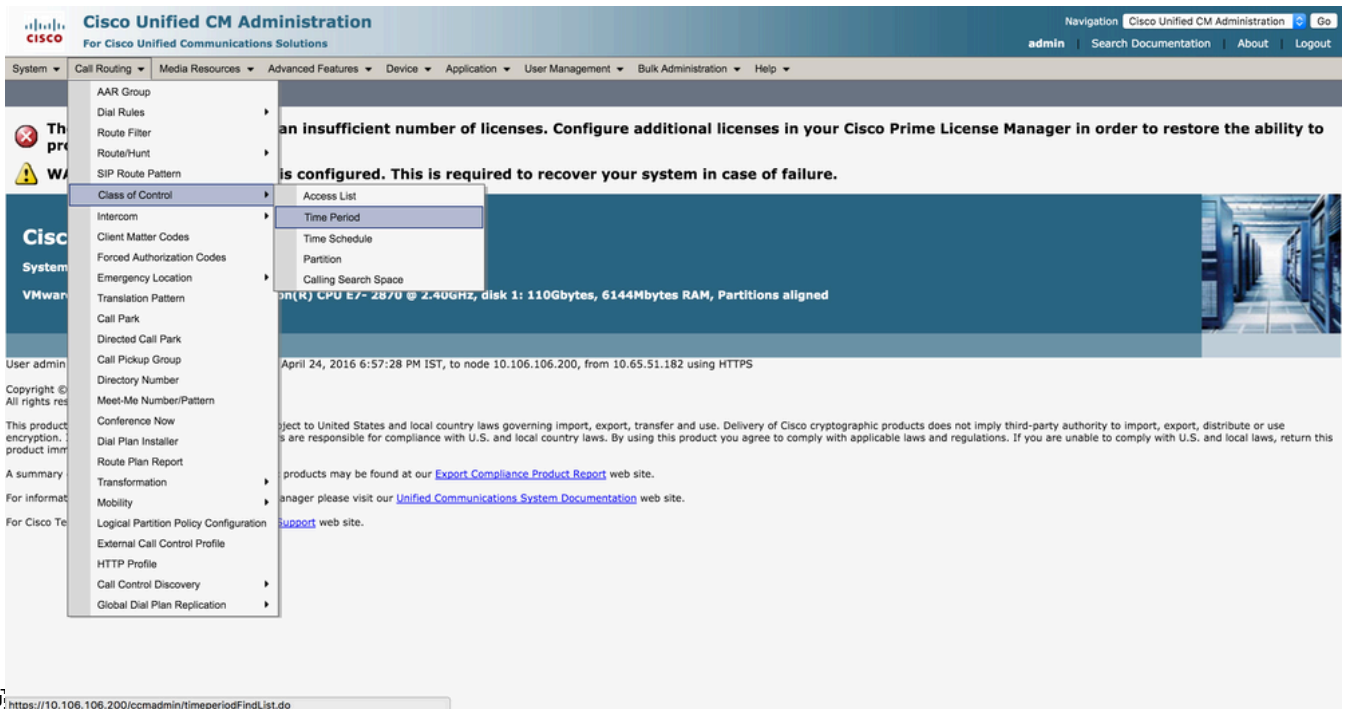 cisco
Cisco Unified CM Administration
For Cisco Unified Communications Solutions
Navigation Cisco Unified CM Administration Go
admin | Search Documentation | About | Logout
System Call Routing Media Resources Advanced Features Device Application User Management Bulk Administration Help
AAR Group
Dial Rules
Route Filter
Route/Hunt
SIP Route Pattern
Class of Control
Intercom
Client Matter Codes
Forced Authorization Codes
Emergency Location
Translation Pattern
Call Park
Directed Call Park
Call Pickup Group
Directory Number
Meet-Me Number/Pattern
Conference Now
Dial Plan Installer
Route Plan Report
Transformation
Mobility
Logical Partition Policy Configuration
External Call Control Profile
HTTP Profile
Call Control Discovery
Global Dial Plan Replication
Access List
Time Period
Time Schedule
Partition
Calling Search Space
Th an insufficient number of licenses. Configure additional licenses in your Cisco Prime License Manager in order to restore the ability to
pr
WA is configured. This is required to recover your system in case of failure.
Cisc
System
VMwar on(R) CPU E7- 2870 @ 2.40GHz, disk 1: 110Gbytes, 6144Mbytes RAM, Partitions aligned
User admin April 24, 2016 6:57:28 PM IST, to node 10.106.106.200, from 10.65.51.182 using HTTPS
Copyright ©
All rights res
This product ject to United States and local country laws governing import, export, transfer and use. Delivery of Cisco cryptographic products does not imply third-party authority to import, export, distribute or use
encryption. s are responsible for compliance with U.S. and local country laws. By using this product you agree to comply with applicable laws and regulations. If you are unable to comply with U.S. and local laws, return this
product imm
A summary products may be found at our Export Compliance Product Report web site.
For informat anager please visit our Unified Communications System Documentation web site.
For Cisco Te Support web site.
https://10.106.106.200/ccmadmin/timeperiodFindList.do